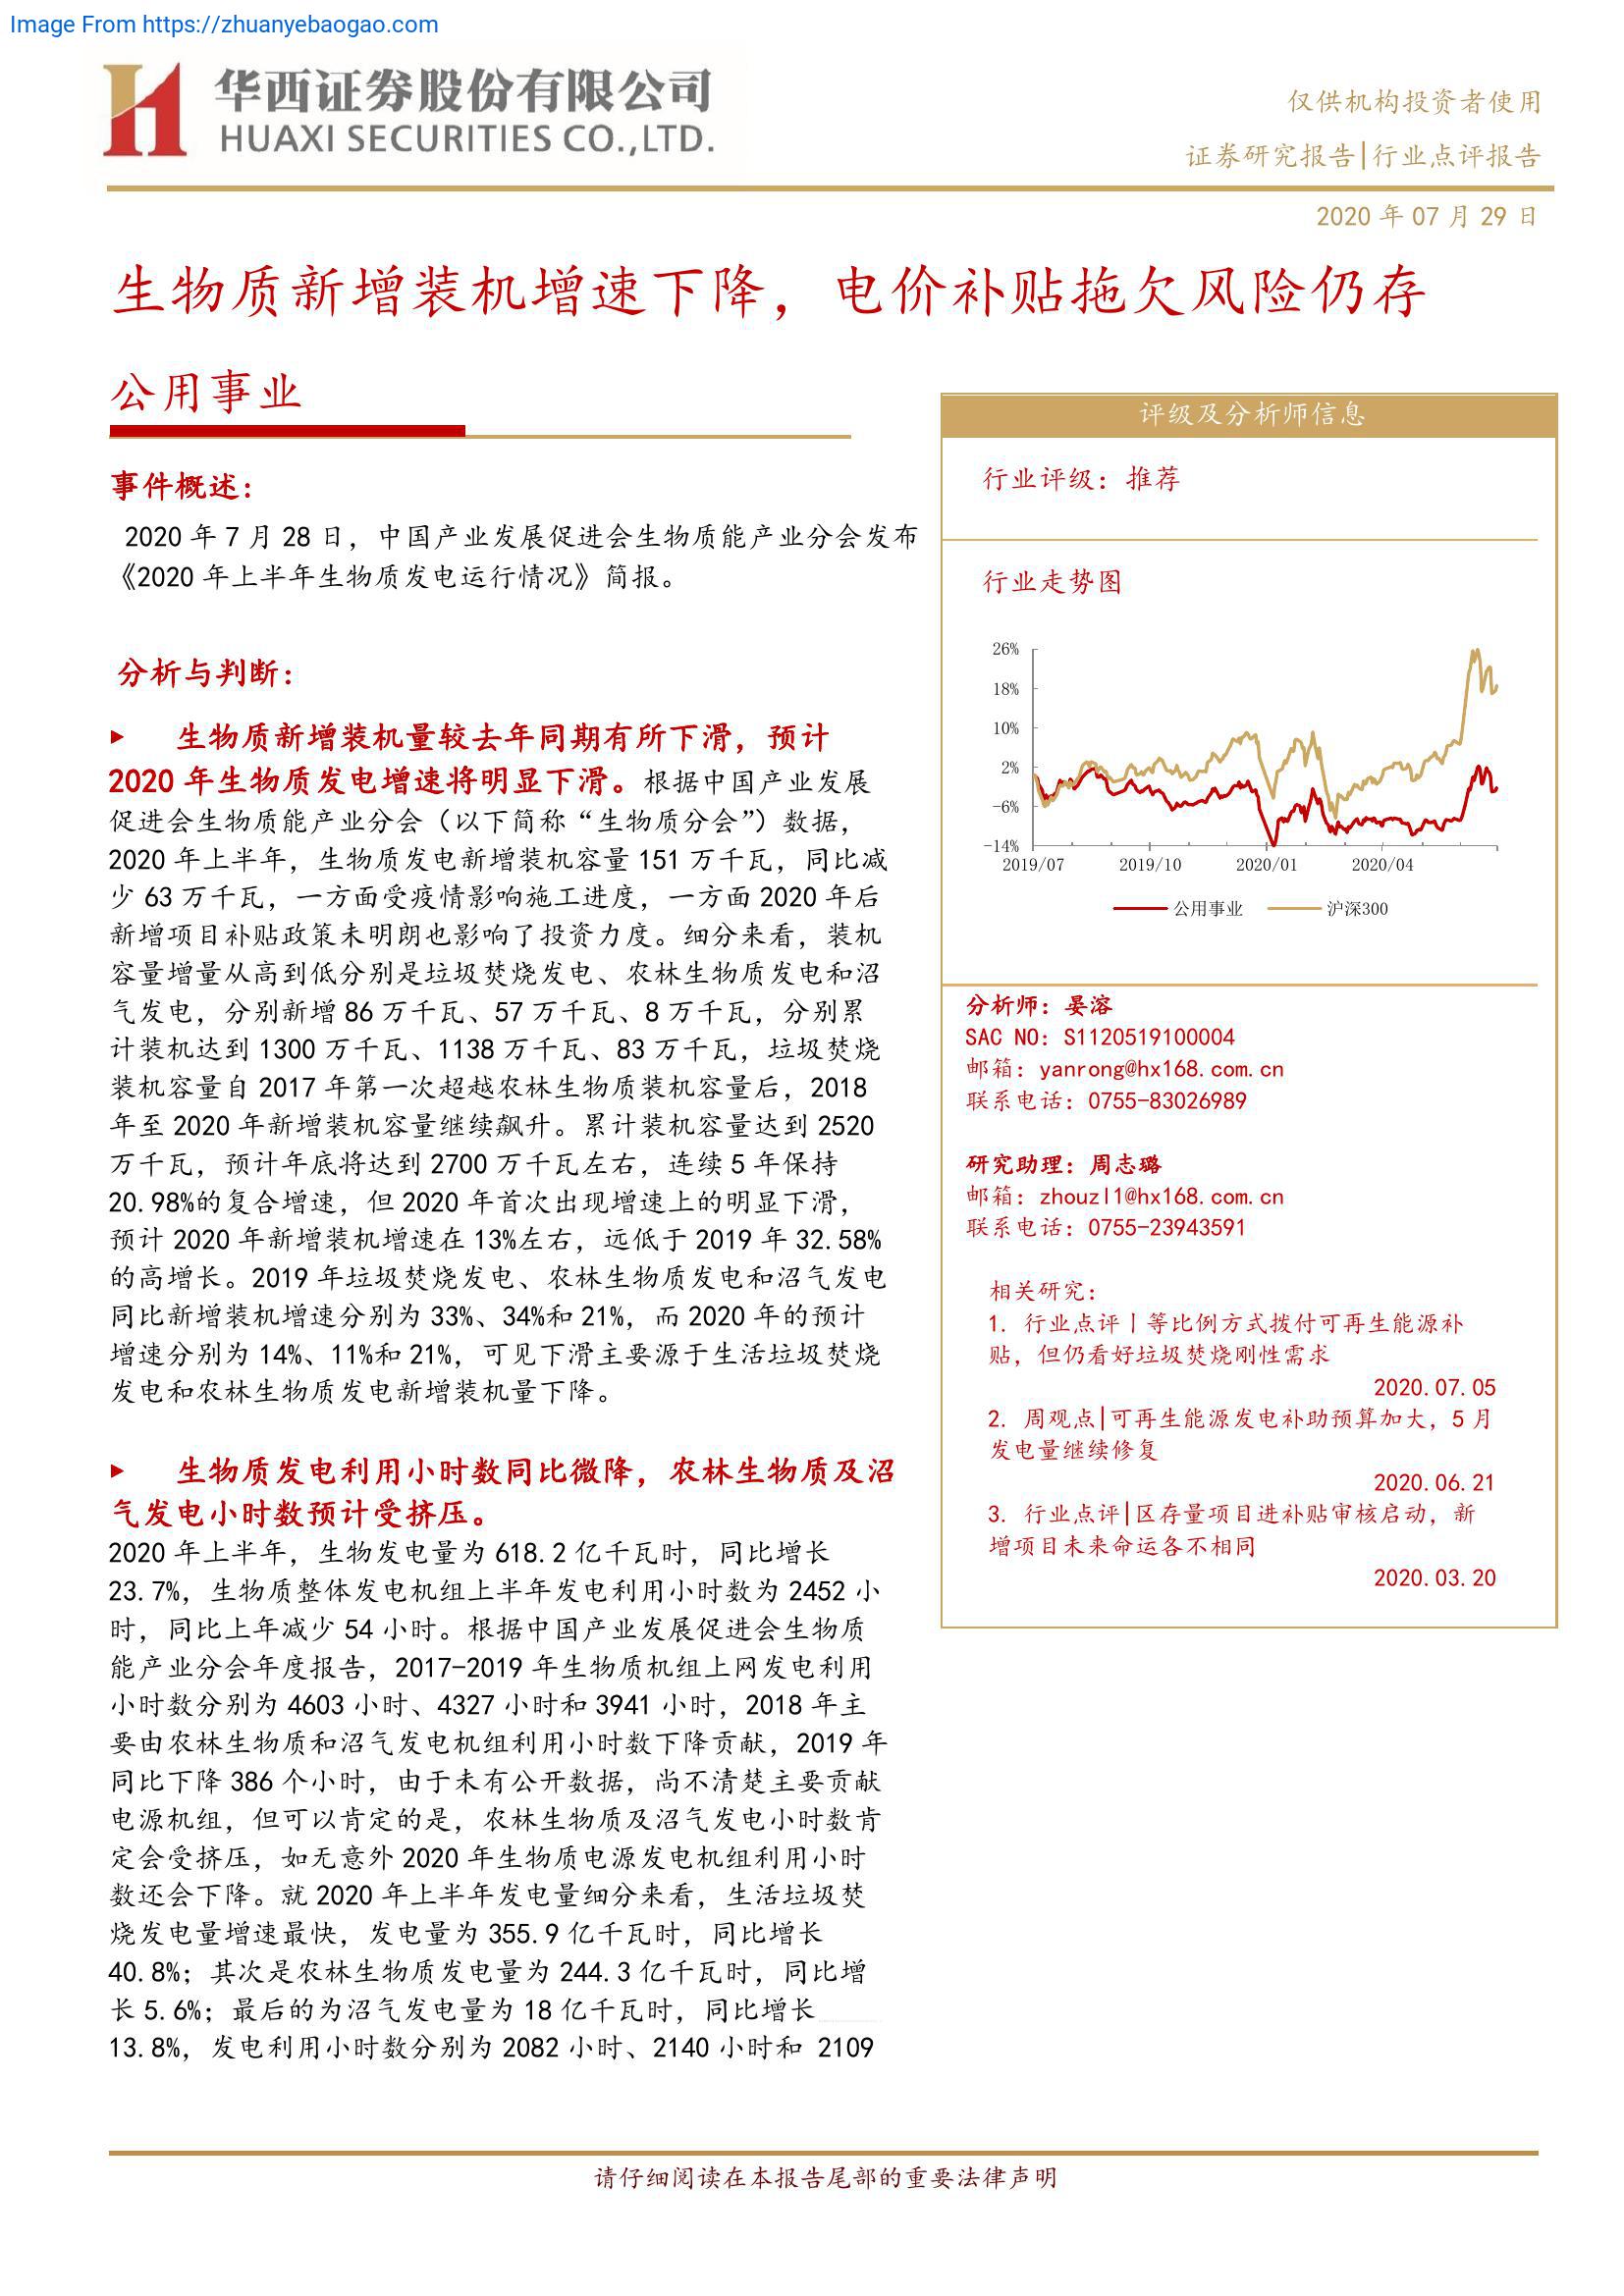 Image From https://zhuanyebaogao.com
华西证券股份有限公司
HUAXI SECURITIES CO.,LTD.
仅供机构投资者使用
证券研究报告|行业点评报告
2020 年 07 月 29 日
生物质新增装机增速下降，电价补贴拖欠风险仍存
公用事业
事件概述：
2020 年 7 月 28 日，中国产业发展促进会生物质能产业分会发布
《2020 年上半年生物质发电运行情况》简报。
分析与判断：
▶ 生物质新增装机量较去年同期有所下滑，预计
2020 年生物质发电增速将明显下滑。根据中国产业发展
促进会生物质能产业分会（以下简称“生物质分会”）数据，
2020 年上半年，生物质发电新增装机容量 151 万千瓦，同比减
少 63 万千瓦，一方面受疫情影响施工进度，一方面 2020 年后
新增项目补贴政策未明朗也影响了投资力度。细分来看，装机
容量增量从高到低分别是垃圾焚烧发电、农林生物质发电和沼
气发电，分别新增 86 万千瓦、57 万千瓦、8 万千瓦，分别累
计装机达到 1300 万千瓦、1138 万千瓦、83 万千瓦，垃圾焚烧
装机容量自 2017 年第一次超越农林生物质装机容量后，2018
年至 2020 年新增装机容量继续飙升。累计装机容量达到 2520
万千瓦，预计年底将达到 2700 万千瓦左右，连续 5 年保持
20.98%的复合增速，但 2020 年首次出现增速上的明显下滑，
预计 2020 年新增装机增速在 13%左右，远低于 2019 年 32.58%
的高增长。2019 年垃圾焚烧发电、农林生物质发电和沼气发电
同比新增装机增速分别为 33%、34%和 21%，而 2020 年的预计
增速分别为 14%、11%和 21%，可见下滑主要源于生活垃圾焚烧
发电和农林生物质发电新增装机量下降。
▶ 生物质发电利用小时数同比微降，农林生物质及沼
气发电小时数预计受挤压。
2020 年上半年，生物发电量为 618.2 亿千瓦时，同比增长
23.7%，生物质整体发电机组上半年发电利用小时数为 2452 小
时，同比上年减少 54 小时。根据中国产业发展促进会生物质
能产业分会年度报告，2017-2019 年生物质机组上网发电利用
小时数分别为 4603 小时、4327 小时和 3941 小时，2018 年主
要由农林生物质和沼气发电机组利用小时数下降贡献，2019 年
同比下降 386 个小时，由于未有公开数据，尚不清楚主要贡献
电源机组，但可以肯定的是，农林生物质及沼气发电小时数肯
定会受挤压，如无意外 2020 年生物质电源发电机组利用小时
数还会下降。就 2020 年上半年发电量细分来看，生活垃圾焚
烧发电量增速最快，发电量为 355.9 亿千瓦时，同比增长
40.8%；其次是农林生物质发电量为 244.3 亿千瓦时，同比增
长 5.6%；最后的为沼气发电量为 18 亿千瓦时，同比增长
13.8%，发电利用小时数分别为 2082 小时、2140 小时和 2109
评级及分析师信息
行业评级：推荐
行业走势图
26%
18%
10%
2%
-6%
-14%
2019/07 2019/10 2020/01 2020/04
公用事业 沪深300
分析师：晏溶
SAC NO：S1120519100004
邮箱：yanrong@hx168.com.cn
联系电话：0755-83026989
研究助理：周志璐
邮箱：zhouzl1@hx168.com.cn
联系电话：0755-23943591
相关研究：
1. 行业点评丨等比例方式拨付可再生能源补
贴，但仍看好垃圾焚烧刚性需求
2020.07.05
2. 周观点|可再生能源发电补助预算加大，5 月
发电量继续修复
2020.06.21
3. 行业点评|区存量项目进补贴审核启动，新
增项目未来命运各不相同
2020.03.20
请仔细阅读在本报告尾部的重要法律声明